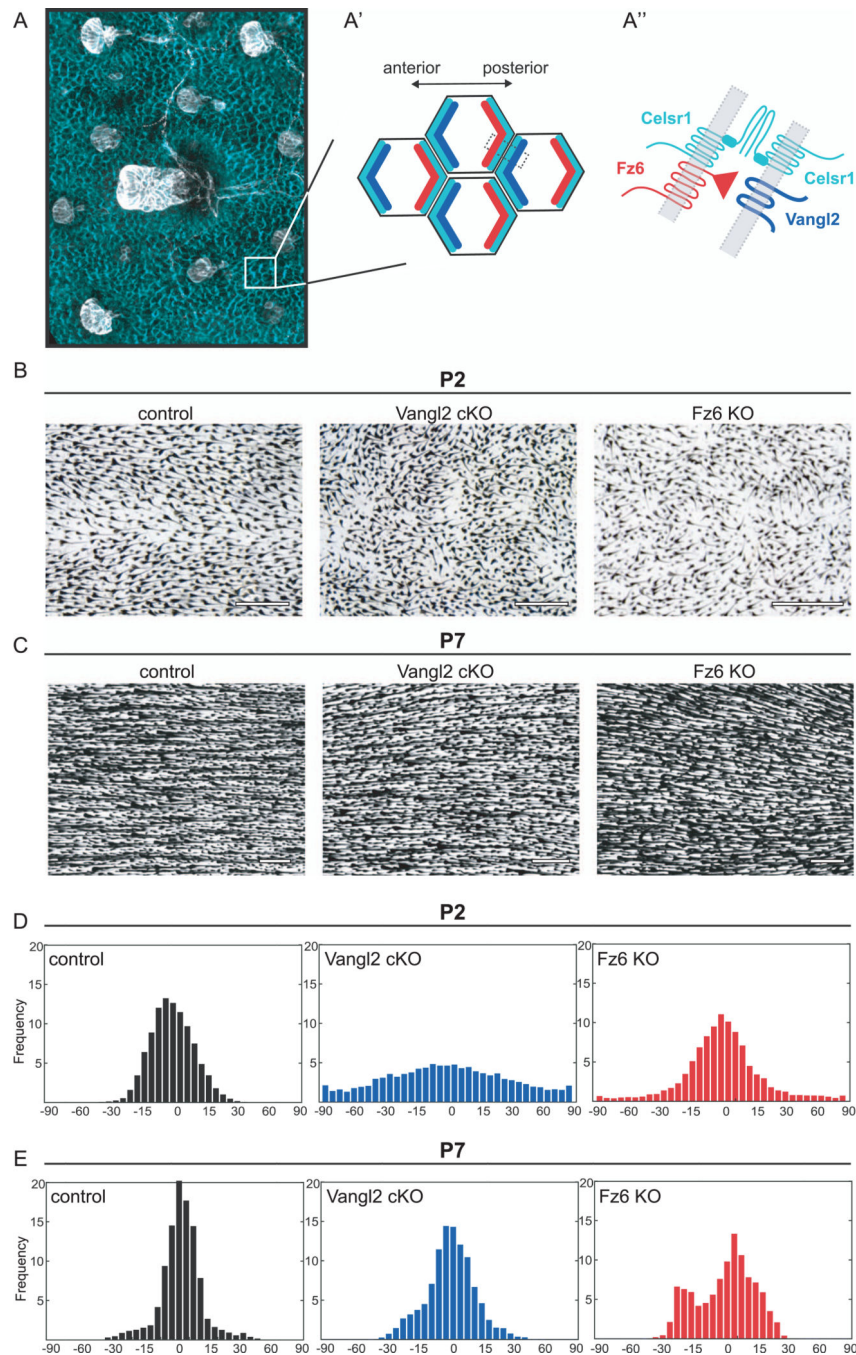 A A' A''
anterior posterior
Celsr1
Fz6
Celsr1
Vangl2
B
P2
control Vangl2 cKO Fz6 KO
C
P7
control Vangl2 cKO Fz6 KO
D
P2
20 control 20 Vangl2 cKO 20 Fz6 KO
15 15 15
10 10 10
5 5 5
Frequency
-90 -60 -30 -15 0 15 30 60 90 -90 -60 -30 -15 0 15 30 60 90 -90 -60 -30 -15 0 15 30 60 90
E
P7
20 control 20 Vangl2 cKO 20 Fz6 KO
15 15 15
10 10 10
5 5 5
Frequency
-90 -60 -30 -15 0 15 30 60 90 -90 -60 -30 -15 0 15 30 60 90 -90 -60 -30 -15 0 15 30 60 90